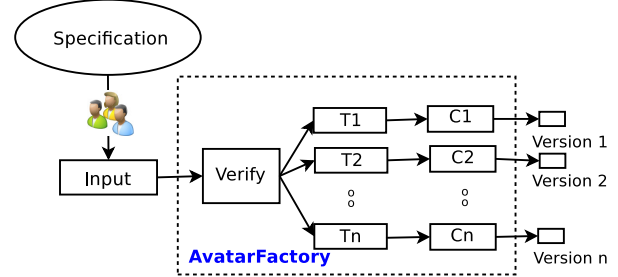 Specification
T1
C1
Version 1
Input
Verify
T2
C2
Version 2
Tn
Cn
Version n
AvatarFactory